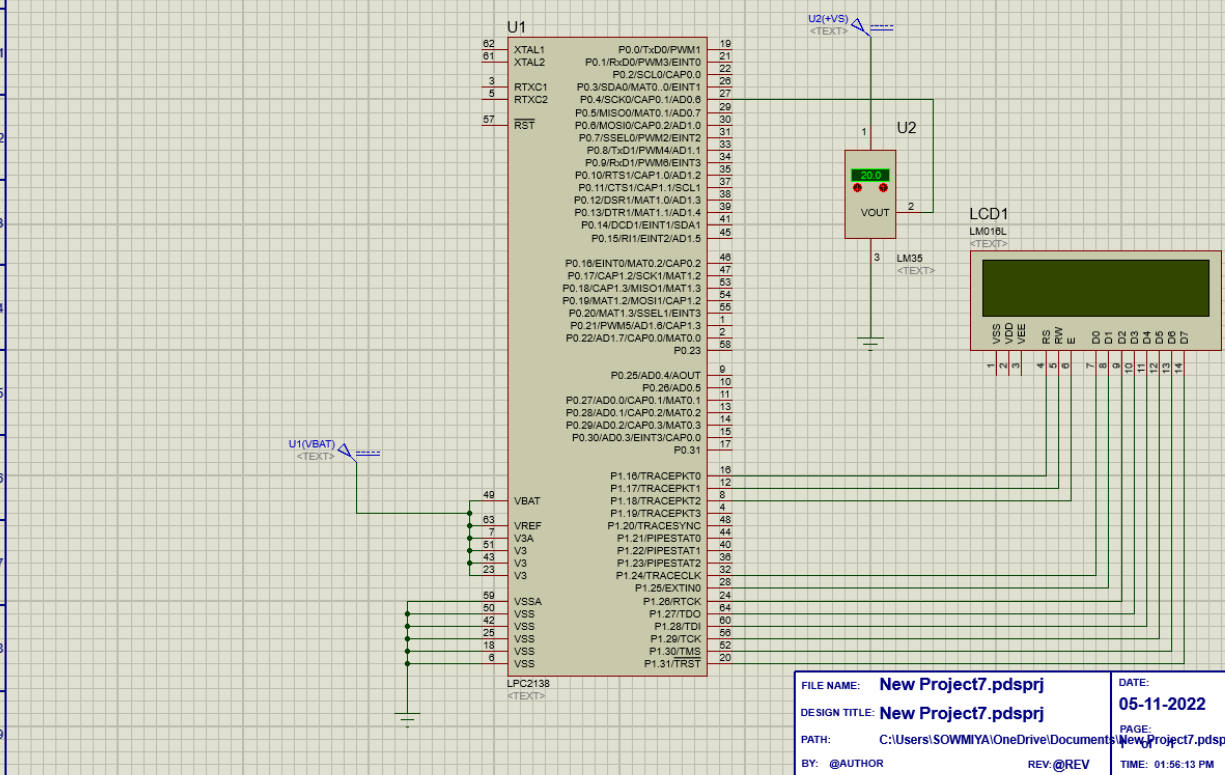 U1
62 XTAL1
61 XTAL2
3 RTXC1
5 RTXC2
57 RST
P0.0/TxD0/PWM1 19
P0.1/RxD0/PWM3/EINT0 21
P0.2/SCL0/CAP0.0 22
P0.3/SDA0/MAT0..0/EINT1 26
P0.4/SCK0/CAP0.1/AD0.6 27
P0.5/MISO0/MAT0.1/AD0.7 29
P0.6/MOSI0/CAP0.2/AD1.0 30
P0.7/SSEL0/PWM2/EINT2 31
P0.8/TxD1/PWM4/AD1.1 33
P0.9/RxD1/PWM6/EINT3 34
P0.10/RTS1/CAP1.0/AD1.2 35
P0.11/CTS1/CAP1.1/SCL1 37
P0.12/DSR1/MAT1.0/AD1.3 38
P0.13/DTR1/MAT1.1/AD1.4 39
P0.14/DCD1/EINT1/SDA1 41
P0.15/RI1/EINT2/AD1.5 45
P0.16/EINT0/MAT0.2/CAP0.2 46
P0.17/CAP1.2/SCK1/MAT1.2 47
P0.18/CAP1.3/MISO1/MAT1.3 53
P0.19/MAT1.2/MOSI1/CAP1.2 54
P0.20/MAT1.3/SSEL1/EINT3 55
P0.21/PWM5/AD1.6/CAP1.3 1
P0.22/AD1.7/CAP0.0/MAT0.0 2
P0.23 58
P0.25/AD0.4/AOUT 9
P0.26/AD0.5 10
P0.27/AD0.0/CAP0.1/MAT0.1 11
P0.28/AD0.1/CAP0.2/MAT0.2 13
P0.29/AD0.2/CAP0.3/MAT0.3 14
P0.30/AD0.3/EINT3/CAP0.0 15
P0.31 17
P1.16/TRACEPKT0 16
P1.17/TRACEPKT1 12
P1.18/TRACEPKT2 8
P1.19/TRACEPKT3 4
P1.20/TRACESYNC 48
P1.21/PIPESTAT0 44
P1.22/PIPESTAT1 40
P1.23/PIPESTAT2 36
P1.24/TRACECLK 32
P1.25/EXTIN0 28
P1.26/RTCK 24
P1.27/TDO 64
P1.28/TDI 60
P1.29/TCK 56
P1.30/TMS 52
P1.31/TRST 20
U1(VBAT)
<TEXT>
49 VBAT
63 VREF
7 V3A
51 V3
43 V3
23 V3
59 VSSA
50 VSS
42 VSS
25 VSS
18 VSS
6 VSS
LPC2138
<TEXT>
U2(+VS)
<TEXT>
1
U2
20.0
VOUT 2
3
LM35
<TEXT>
LCD1
LM016L
<TEXT>
VSS VDD VEE RS RW E D0 D1 D2 D3 D4 D5 D6 D7
1 2 3 4 5 6 7 8 9 10 11 12 13 14
FILE NAME: New Project7.pdsprj
DESIGN TITLE: New Project7.pdsprj
PATH: C:\Users\SOWMIYA\OneDrive\Documents\New Project7.pdsp
BY: @AUTHOR REV:@REV
DATE:
05-11-2022
PAGE:
TIME: 01:56:13 PM